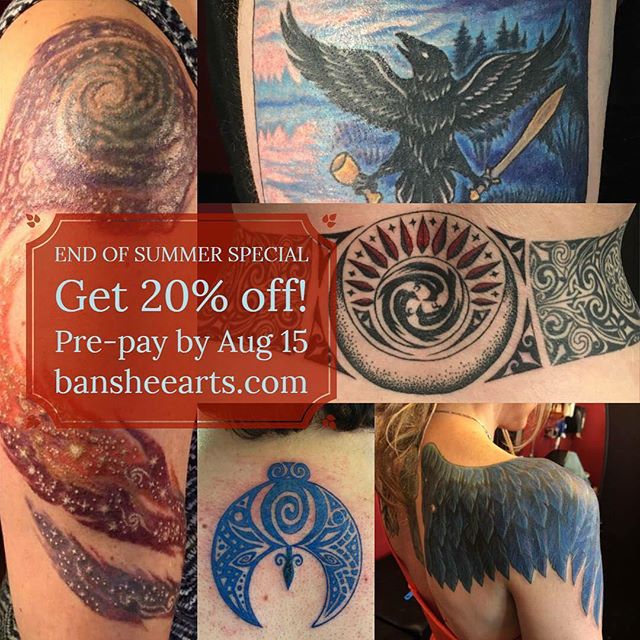 END OF SUMMER SPECIAL
Get 20% off!
Pre-pay by Aug 15
bansheearts.com